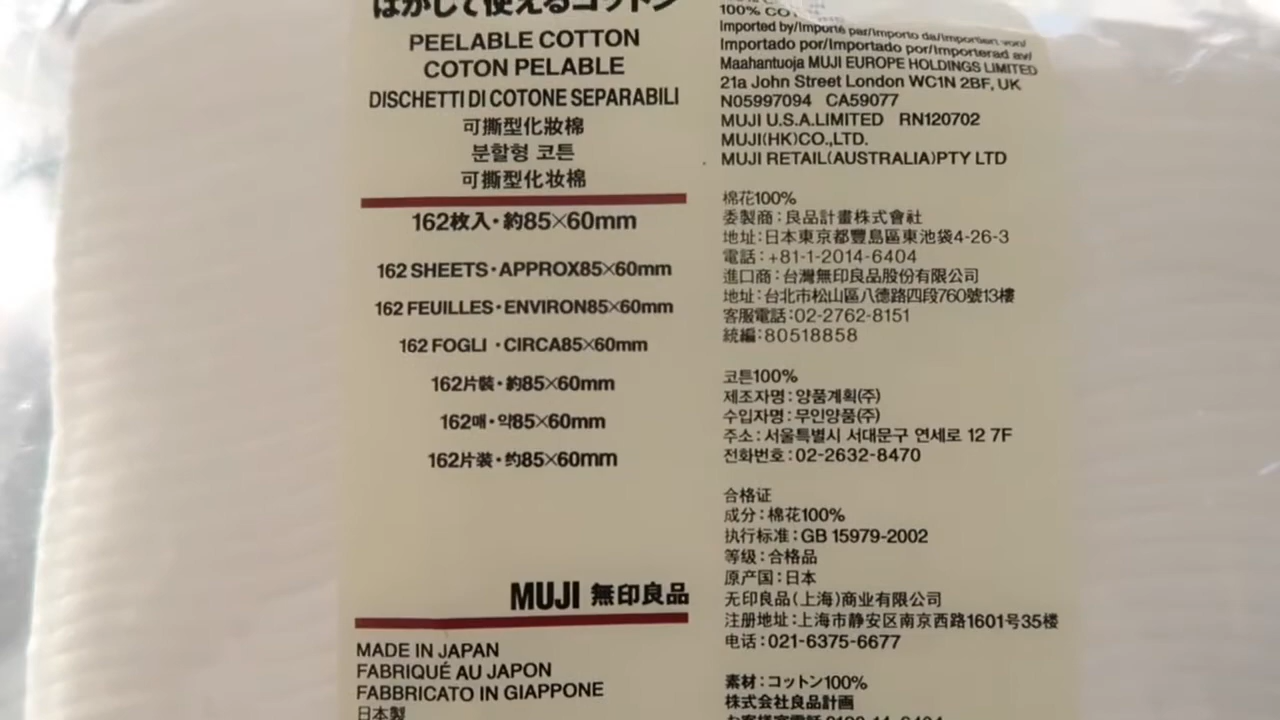 はがして使えるコットン
PEELABLE COTTON
COTON PELABLE
DISCHETTI DI COTONE SEPARABILI
可撕型化妝棉
분할형 코튼
可撕型化妆棉
162枚入・約85×60mm
162 SHEETS・APPROX85×60mm
162 FEUILLES・ENVIRON85×60mm
162 FOGLI ・CIRCA85×60mm
162片裝・約85×60mm
162매・약85×60mm
162片装・约85×60mm
MUJI 無印良品
MADE IN JAPAN
FABRIQUÉ AU JAPON
FABBRICATO IN GIAPPONE
日本製
100%
Imported by/Importé par/Importo da/Importiert von/
Importado por/Importado por/Importerad av/
Maahantuoja MUJI EUROPE HOLDINGS LIMITED
21a John Street London WC1N 2BF, UK
N05997094 CA59077
MUJI U.S.A.LIMITED RN120702
MUJI(HK)CO.,LTD.
MUJI RETAIL(AUSTRALIA)PTY LTD
棉花100%
委製商：良品計畫株式會社
地址：日本東京都豐島區東池袋4-26-3
電話：+81-1-2014-6404
進口商：台灣無印良品股份有限公司
地址：台北市松山區八德路四段760號13樓
客服電話：02-2762-8151
統編：80518858
코튼100%
제조자명：양품계획(주)
수입자명：무인양품(주)
주소：서울특별시 서대문구 연세로 12 7F
전화번호：02-2632-8470
合格证
成分：棉花100%
执行标准：GB 15979-2002
等级：合格品
原产国：日本
无印良品(上海)商业有限公司
注册地址：上海市静安区南京西路1601号35楼
电话：021-6375-6677
素材：コットン100%
株式会社良品計画